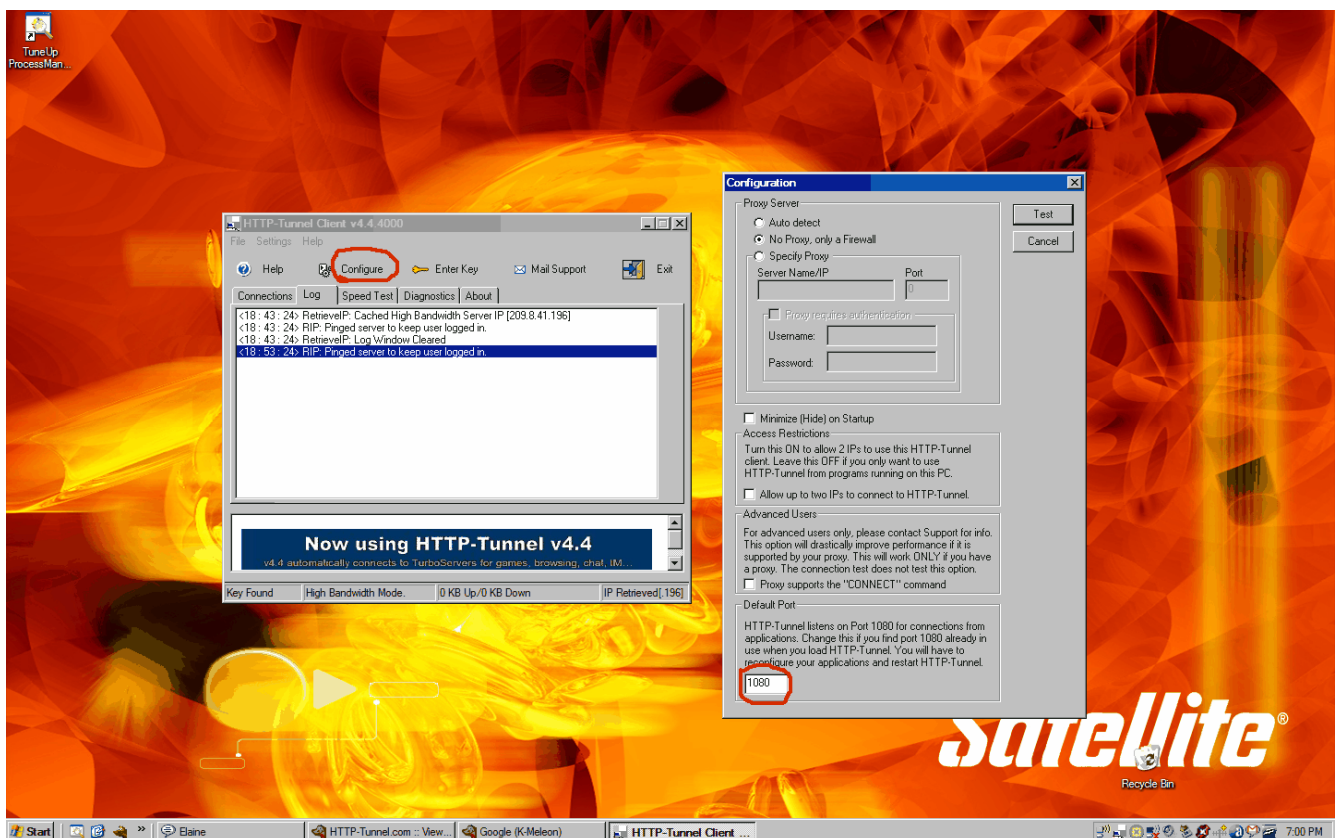 TuneUp
ProcessMan...
HTTP-Tunnel Client v4.4.4000
File Settings Help
Help Configure Enter Key Mail Support Exit
Connections Log Speed Test Diagnostics About
<18 : 43 : 24> RetrieveIP: Cached High Bandwidth Server IP [209.8.41.196]
<18 : 43 : 24> RIP: Pinged server to keep user logged in.
<18 : 43 : 24> RetrieveIP: Log Window Cleared
<18 : 53 : 24> RIP: Pinged server to keep user logged in.
Now using HTTP-Tunnel v4.4
v4.4 automatically connects to TurboServers for games, browsing, chat, IM...
Key Found High Bandwidth Mode. 0 KB Up/0 KB Down IP Retrieved[.196]
Configuration
Proxy Server
Auto detect
No Proxy, only a Firewall
Specify Proxy
Server Name/IP Port
0
Proxy requires authentication
Username:
Password:
Test
Cancel
Minimize (Hide) on Startup
Access Restrictions
Turn this ON to allow 2 IPs to use this HTTP-Tunnel
client. Leave this OFF if you only want to use
HTTP-Tunnel from programs running on this PC.
Allow up to two IPs to connect to HTTP-Tunnel.
Advanced Users
For advanced users only, please contact Support for info.
This option will drastically improve performance if it is
supported by your proxy. This will work ONLY if you have
a proxy. The connection test does not test this option.
Proxy supports the "CONNECT" command
Default Port
HTTP-Tunnel listens on Port 1080 for connections from
applications. Change this if you find port 1080 already in
use when you load HTTP-Tunnel. You will have to
reconfigure your applications and restart HTTP-Tunnel.
1080
Satellite®
Recycle Bin
Start » Elaine HTTP-Tunnel.com :: View... Google (K-Meleon) HTTP-Tunnel Client ... 7:00 PM